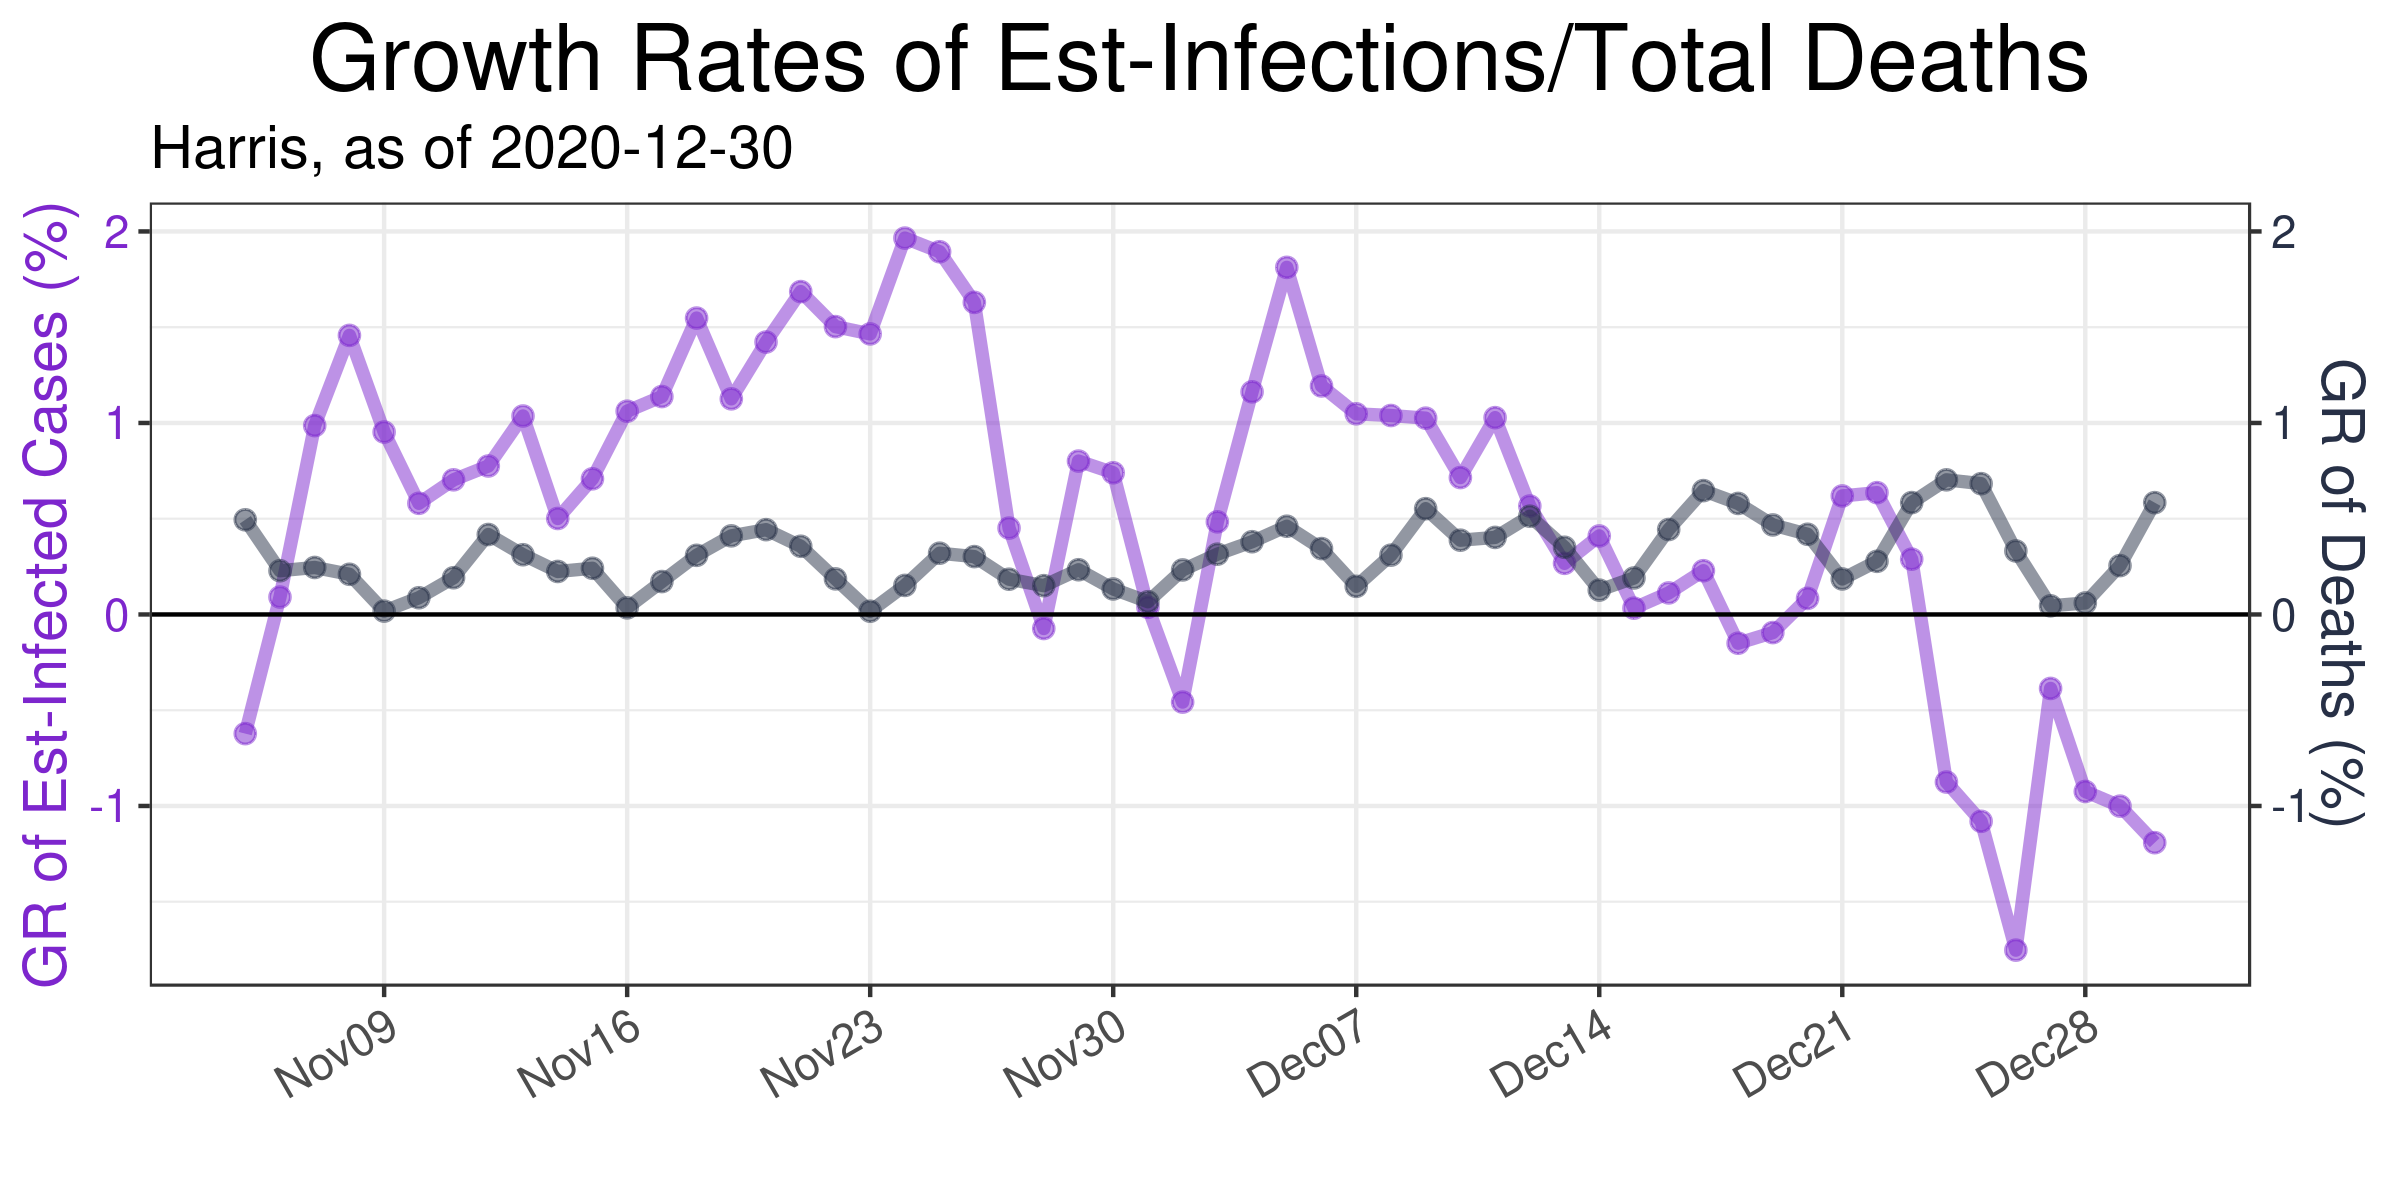 Growth Rates of Est-Infections/Total Deaths
Harris, as of 2020-12-30
GR of Est-Infected Cases (%)
2
1
0
-1
2
1
0
-1
GR of Deaths (%)
Nov09
Nov16
Nov23
Nov30
Dec07
Dec14
Dec21
Dec28